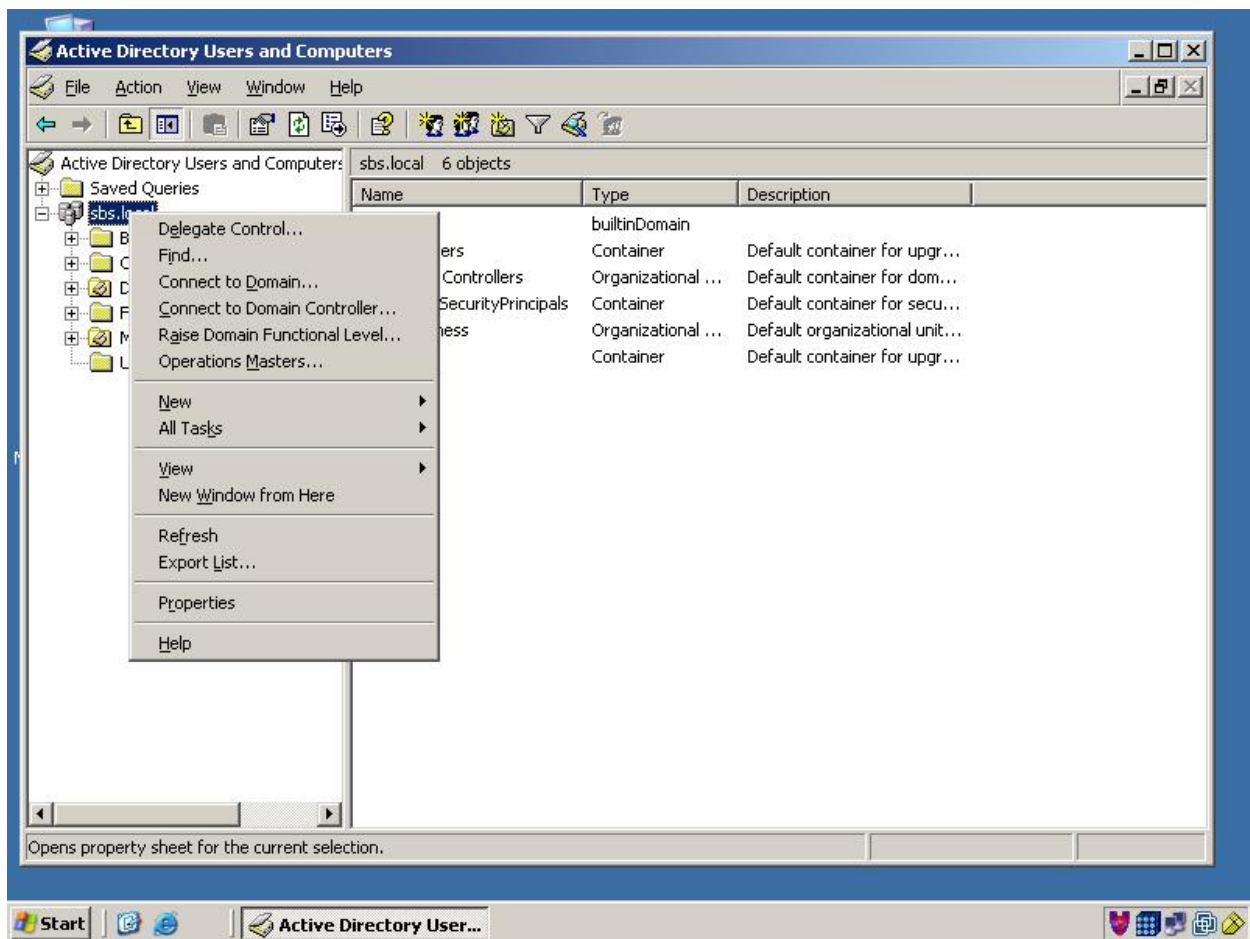 Active Directory Users and Computers
File Action View Window Help
Active Directory Users and Computer
sbs.local 6 objects
Saved Queries
Name Type Description
sbs.local
builtinDomain
ers Container Default container for upgr...
Controllers Organizational ... Default container for dom...
SecurityPrincipals Container Default container for secu...
ness Organizational ... Default organizational unit...
Container Default container for upgr...
B
C
D
F
M
U
Delegate Control...
Find...
Connect to Domain...
Connect to Domain Controller...
Raise Domain Functional Level...
Operations Masters...
New
All Tasks
View
New Window from Here
Refresh
Export List...
Properties
Help
Opens property sheet for the current selection.
Start Active Directory User...